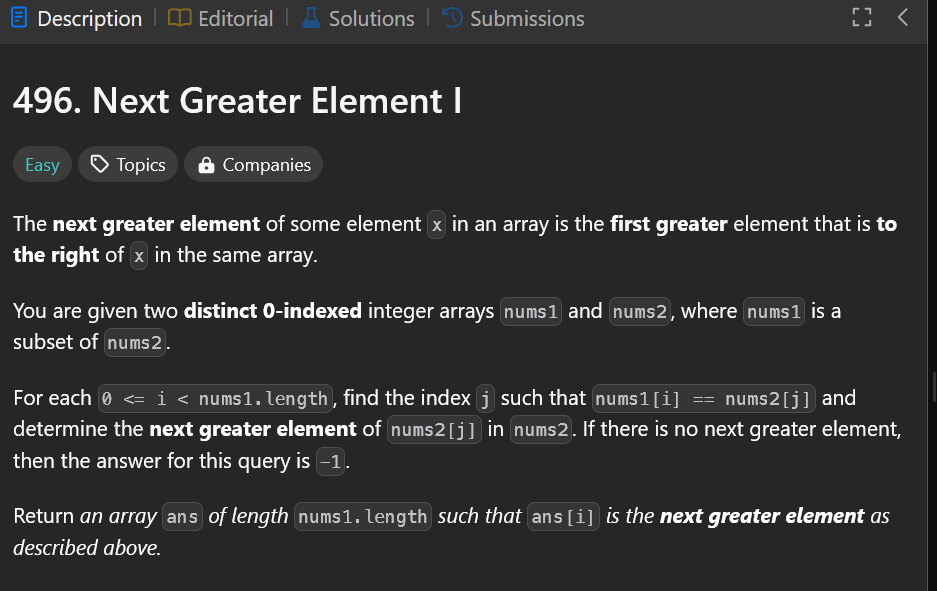 Description | Editorial | Solutions | Submissions
496. Next Greater Element I
Easy Topics Companies
The next greater element of some element x in an array is the first greater element that is to
the right of x in the same array.
You are given two distinct 0-indexed integer arrays nums1 and nums2, where nums1 is a
subset of nums2.
For each 0 <= i < nums1.length, find the index j such that nums1[i] == nums2[j] and
determine the next greater element of nums2[j] in nums2. If there is no next greater element,
then the answer for this query is -1.
Return an array ans of length nums1.length such that ans[i] is the next greater element as
described above.